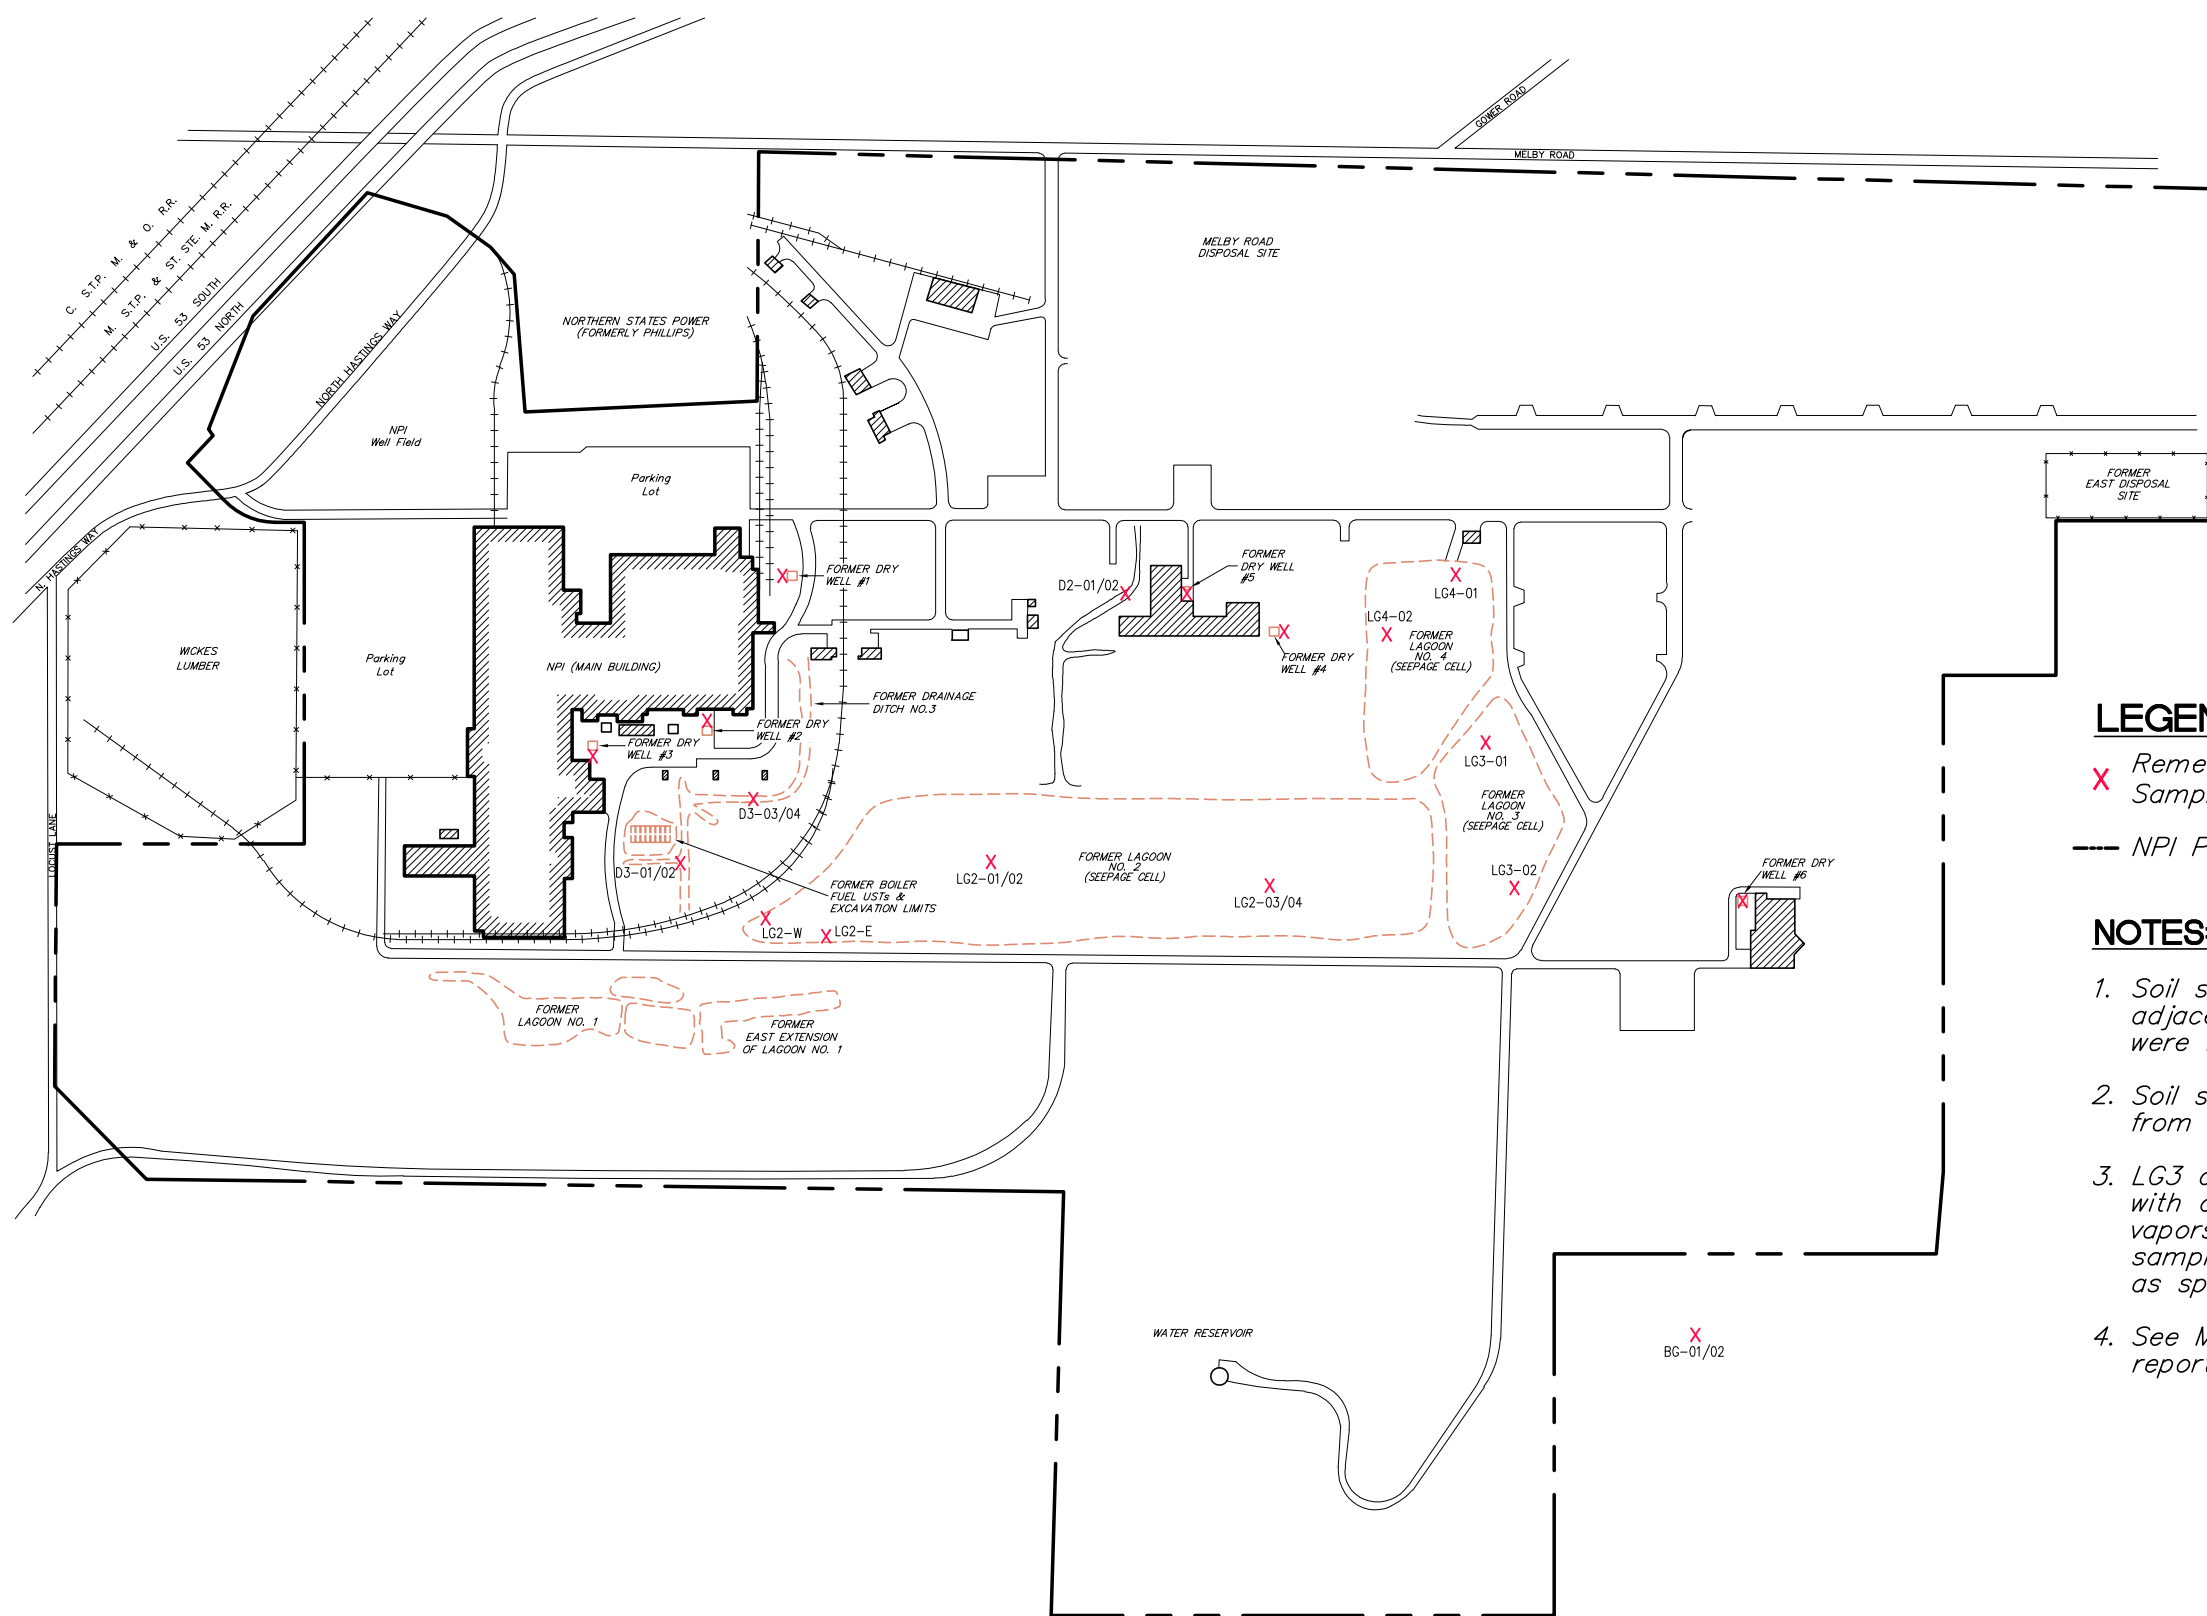 GOWER ROAD
MELBY ROAD
C. S.T.P. M. & O. R.R.
M. S.T.P. & ST. STE. M. R.R.
U.S. 53 SOUTH
U.S. 53 NORTH
NORTH HASTINGS WAY
MELBY ROAD
DISPOSAL SITE
NORTHERN STATES POWER
(FORMERLY PHILLIPS)
NPI
Well Field
Parking
Lot
FORMER
EAST DISPOSAL
SITE
N. HASTINGS WAY
FORMER DRY
WELL #1
D2-01/02
FORMER
DRY WELL
#5
LG4-01
LG4-02
FORMER
LAGOON
NO. 4
(SEEPAGE CELL)
FORMER DRY
WELL #4
WICKES
LUMBER
Parking
Lot
NPI (MAIN BUILDING)
FORMER DRAINAGE
DITCH NO.3
FORMER DRY
WELL #2
FORMER DRY
WELL #3
LG3-01
FORMER
LAGOON
NO. 3
(SEEPAGE CELL)
D3-03/04
LOCUST LANE
D3-01/02
FORMER BOILER
FUEL USTs &
EXCAVATION LIMITS
LG2-01/02
FORMER LAGOON
NO. 2
(SEEPAGE CELL)
LG2-03/04
LG3-02
FORMER DRY
WELL #6
LG2-W
LG2-E
FORMER
LAGOON NO. 1
FORMER
EAST EXTENSION
OF LAGOON NO. 1
WATER RESERVOIR
BG-01/02
LEGEN
X Reme
Samp
NPI P
NOTES:
1. Soil s
adjace
were
2. Soil s
from
3. LG3
with
vapors
samp
as sp
4. See M
report